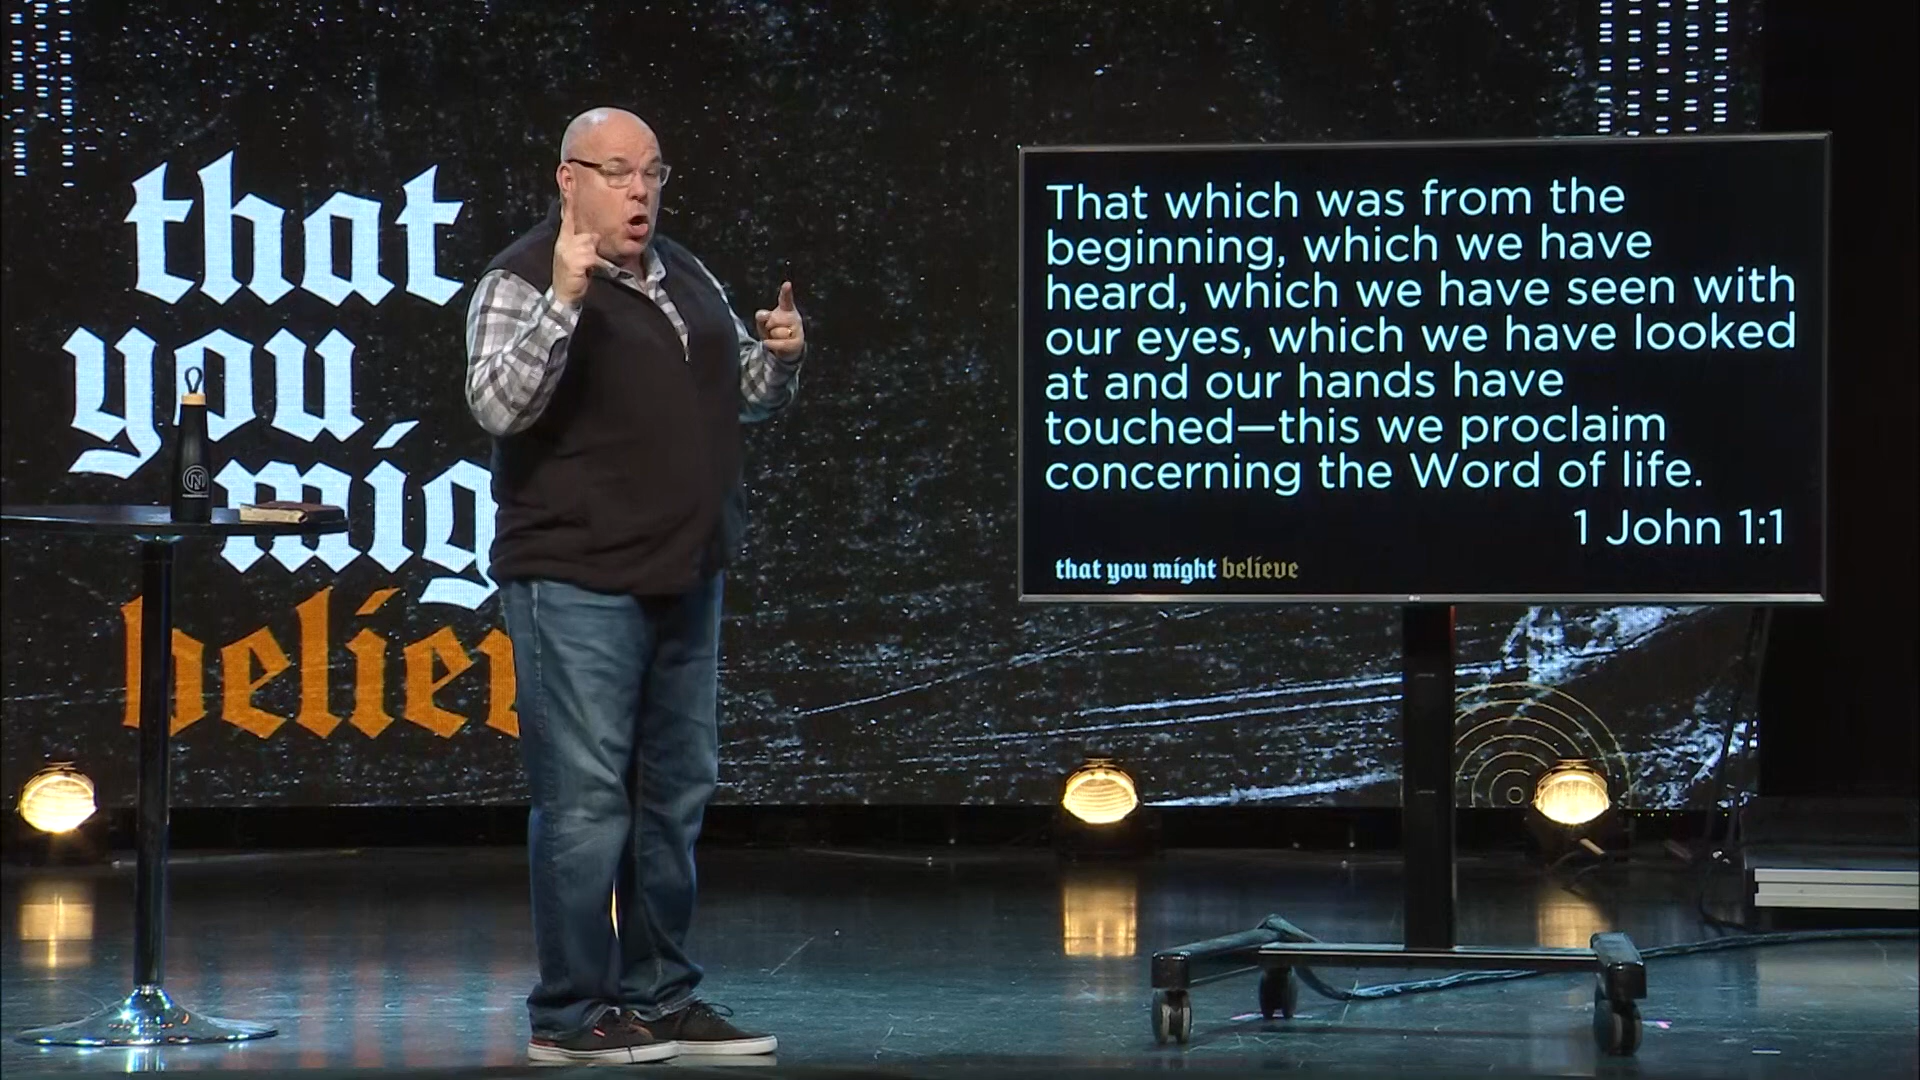 that
you
mig
belie
That which was from the
beginning, which we have
heard, which we have seen with
our eyes, which we have looked
at and our hands have
touched—this we proclaim
concerning the Word of life.
1 John 1:1
that you might believe